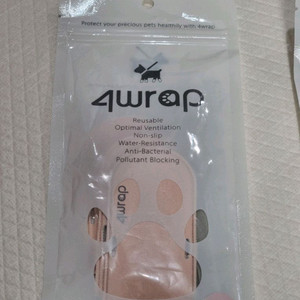 Protect your precious pets heartily with 4wrap
4wrap
Reusable
Optimal Ventilation
Non-slip
Water-Resistance
Anti-Bacterial
Pollutant Blocking
4wrap